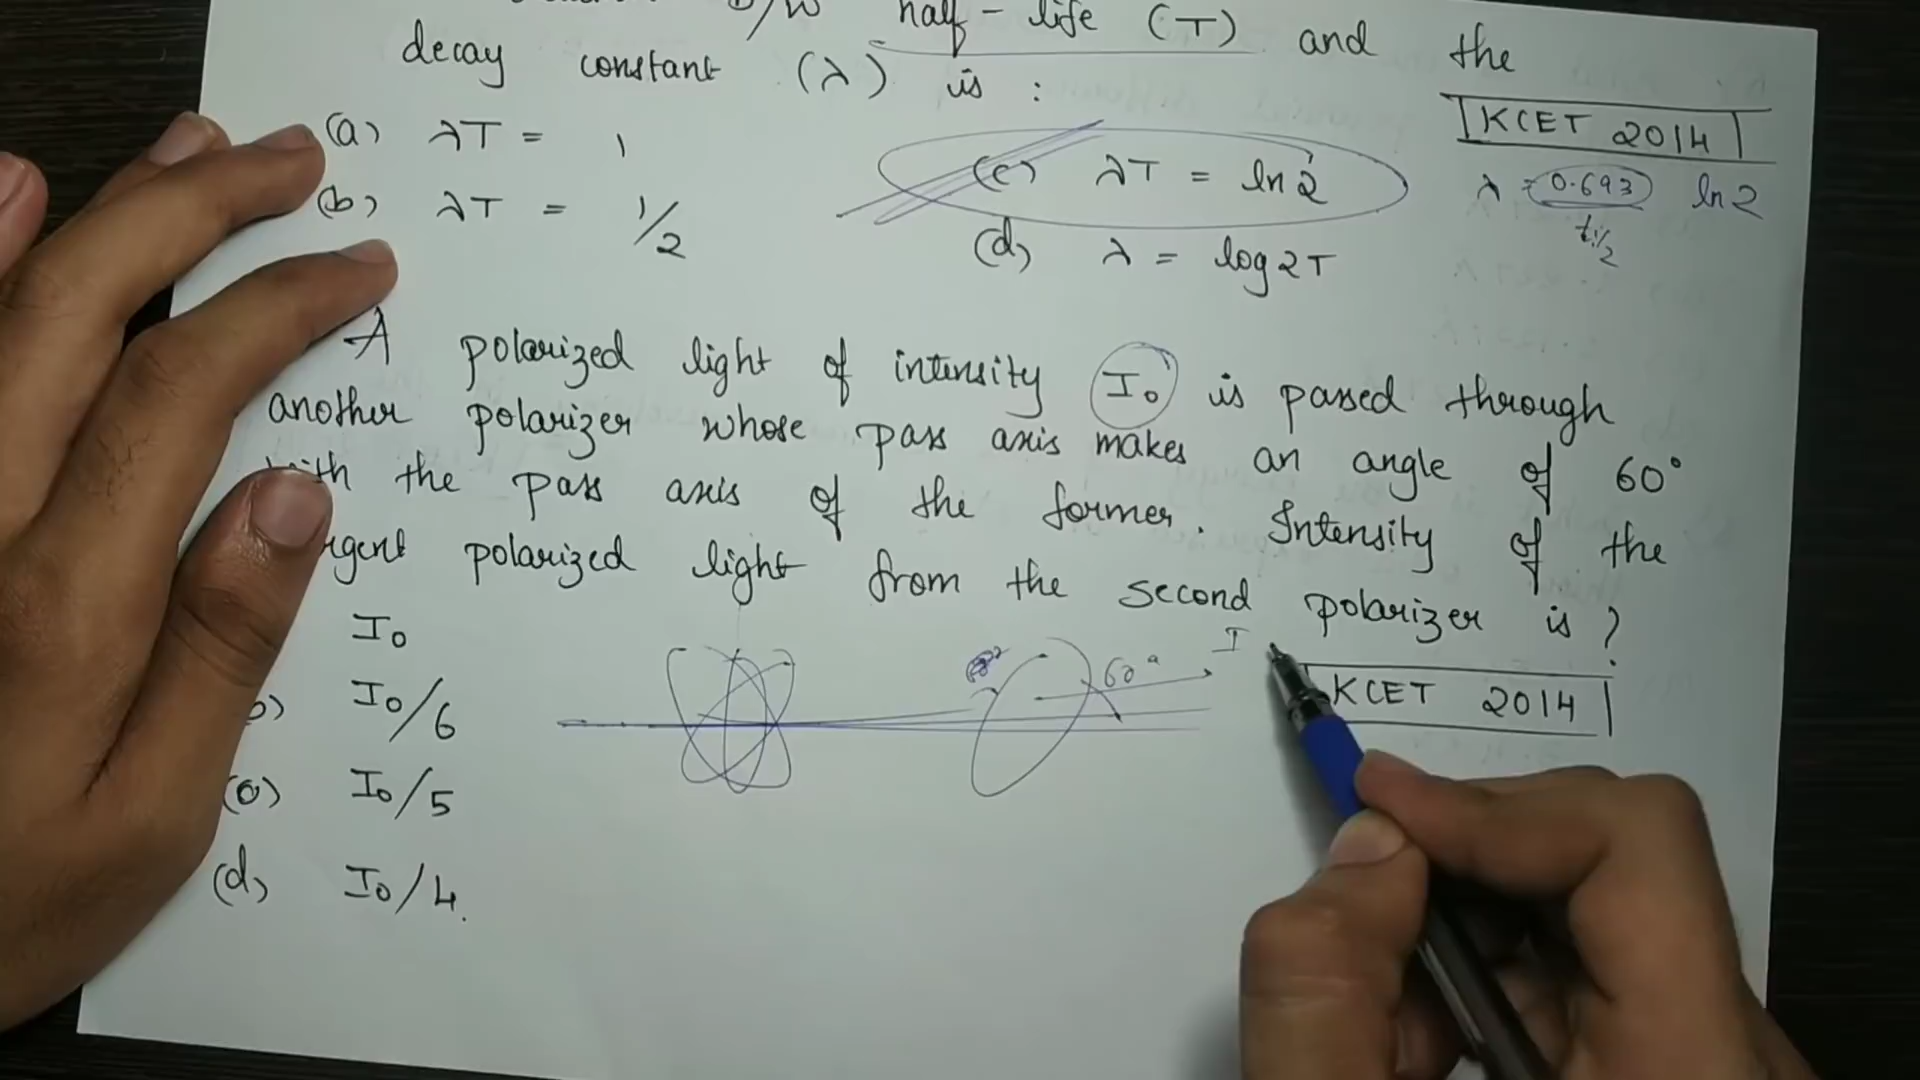 B/W half-life (T) and the
decay constant (λ) is :
KCET 2014
(a) λT = 1
(c) λT = ln 2
λ = 0.693 ln 2
t1/2
(b) λT = 1/2
(d) λ = log 2T
A polarized light of intensity I₀ is passed through
another polarizer whose pass axis makes an angle of 60°
with the pass axis of the former. Intensity of the
polarized light from the second polarizer is?
I₀
60°
I
KCET 2014
b) I₀/6
(c) I₀/5
(d) I₀/4.